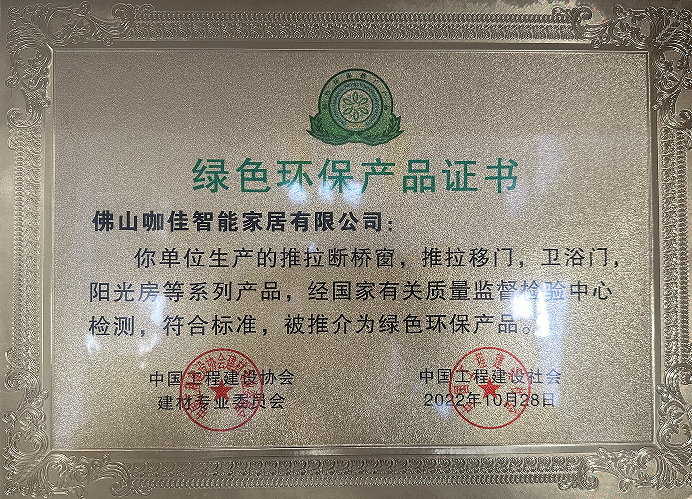 绿色环保产品证书
佛山咖佳智能家居有限公司：
你单位生产的推拉断桥窗，推拉移门，卫浴门，
阳光房等系列产品，经国家有关质量监督检验中心
检测，符合标准，被推介为绿色环保产品。
中国工程建设协会
建材专业委员会
中国工程建设社会
2022年10月28日